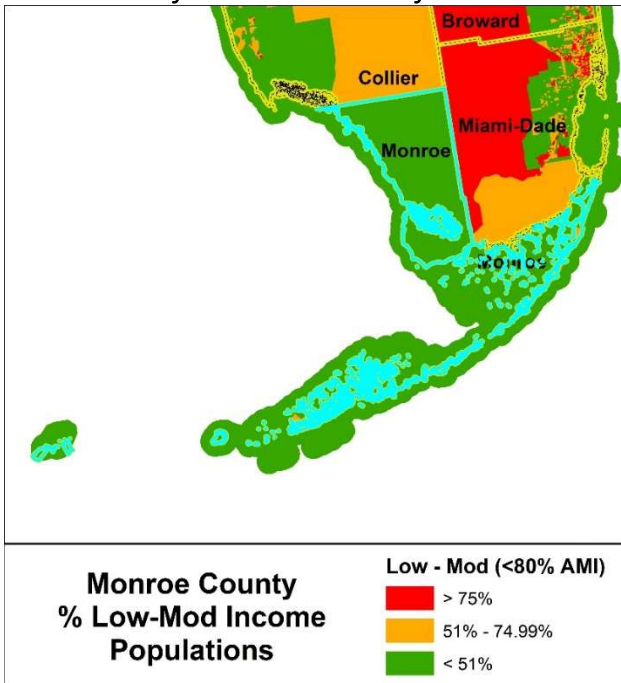 Broward
Collier
Miami-Dade
Monroe
Monroe
Monroe County
% Low-Mod Income
Populations
Low - Mod (<80% AMI)
> 75%
51% - 74.99%
< 51%